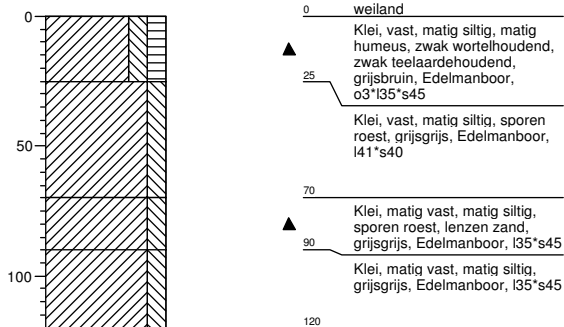 0
50
100
0 weiland
Klei, vast, matig siltig, matig
humeus, zwak wortelhoudend,
zwak teelaardehoudend,
grijsbruin, Edelmanboor,
o3*l35*s45
25
Klei, vast, matig siltig, sporen
roest, grijsgrijs, Edelmanboor,
l41*s40
70
Klei, matig vast, matig siltig,
sporen roest, lenzen zand,
grijsgrijs, Edelmanboor, l35*s45
90
Klei, matig vast, matig siltig,
grijsgrijs, Edelmanboor, l35*s45
120